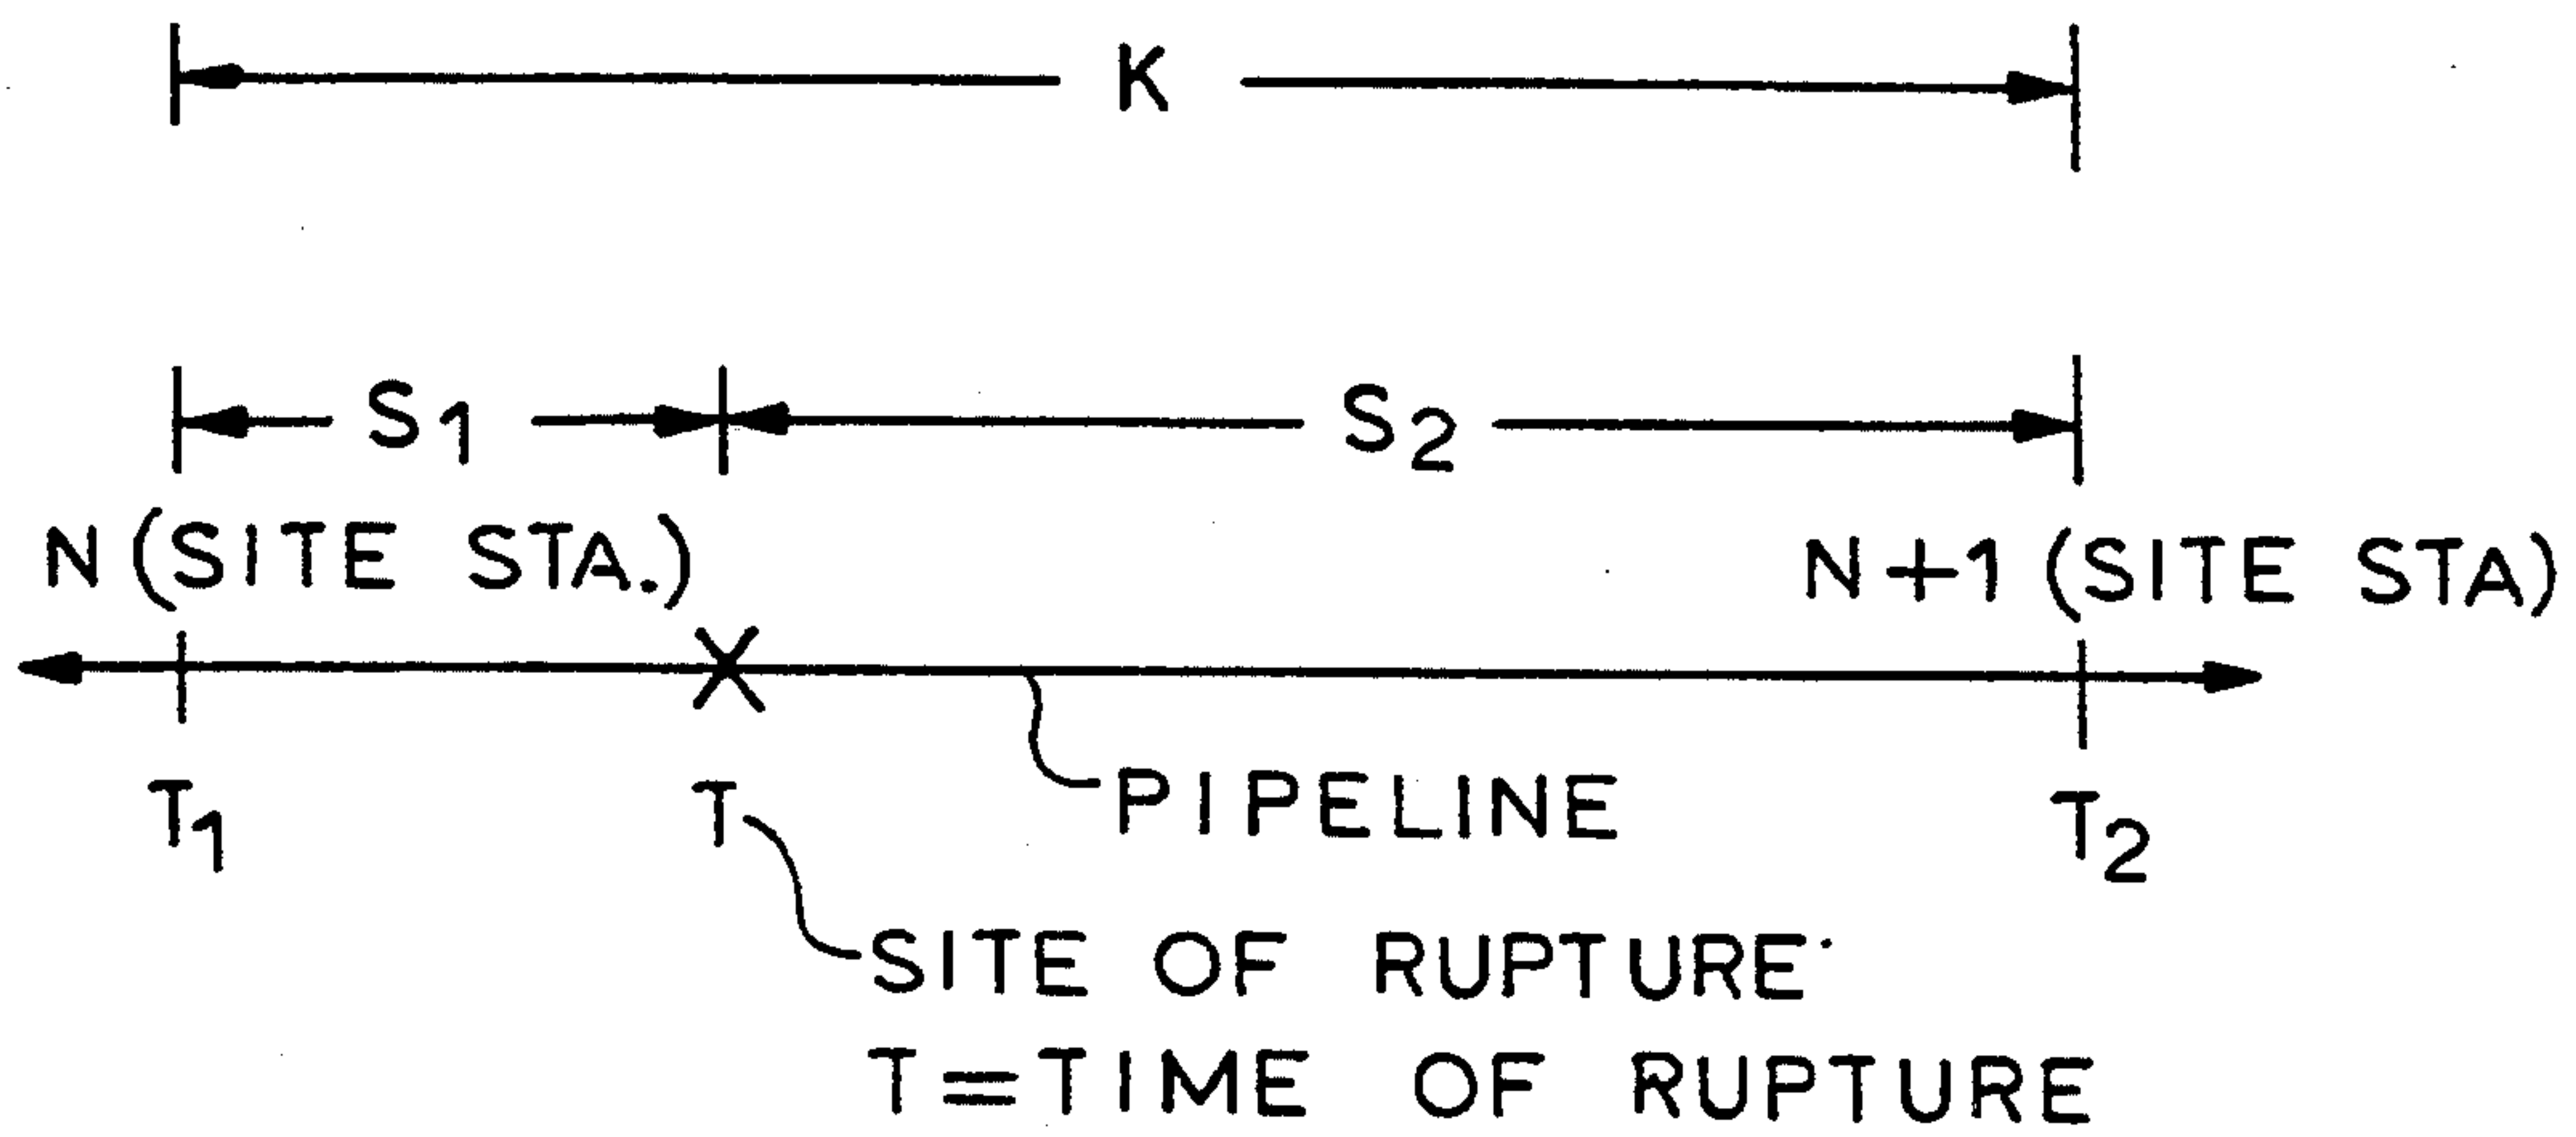 K
S1 S2
N (SITE STA.) N+1 (SITE STA)
T1 T PIPELINE T2
SITE OF RUPTURE
T=TIME OF RUPTURE